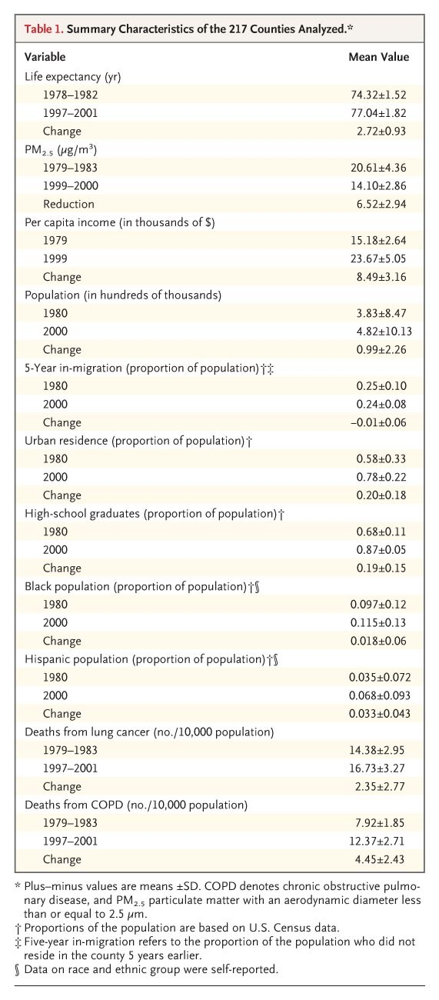 Table 1. Summary Characteristics of the 217 Counties Analyzed.*
Variable Mean Value
Life expectancy (yr)
1978–1982 74.32±1.52
1997–2001 77.04±1.82
Change 2.72±0.93
PM2.5 (μg/m3)
1979–1983 20.61±4.36
1999–2000 14.10±2.86
Reduction 6.52±2.94
Per capita income (in thousands of $)
1979 15.18±2.64
1999 23.67±5.05
Change 8.49±3.16
Population (in hundreds of thousands)
1980 3.83±8.47
2000 4.82±10.13
Change 0.99±2.26
5-Year in-migration (proportion of population)†‡
1980 0.25±0.10
2000 0.24±0.08
Change –0.01±0.06
Urban residence (proportion of population)†
1980 0.58±0.33
2000 0.78±0.22
Change 0.20±0.18
High-school graduates (proportion of population)†
1980 0.68±0.11
2000 0.87±0.05
Change 0.19±0.15
Black population (proportion of population)†§
1980 0.097±0.12
2000 0.115±0.13
Change 0.018±0.06
Hispanic population (proportion of population)†§
1980 0.035±0.072
2000 0.068±0.093
Change 0.033±0.043
Deaths from lung cancer (no./10,000 population)
1979–1983 14.38±2.95
1997–2001 16.73±3.27
Change 2.35±2.77
Deaths from COPD (no./10,000 population)
1979–1983 7.92±1.85
1997–2001 12.37±2.71
Change 4.45±2.43
* Plus–minus values are means ±SD. COPD denotes chronic obstructive pulmo-
nary disease, and PM2.5 particulate matter with an aerodynamic diameter less
than or equal to 2.5 μm.
† Proportions of the population are based on U.S. Census data.
‡ Five-year in-migration refers to the proportion of the population who did not
reside in the county 5 years earlier.
§ Data on race and ethnic group were self-reported.